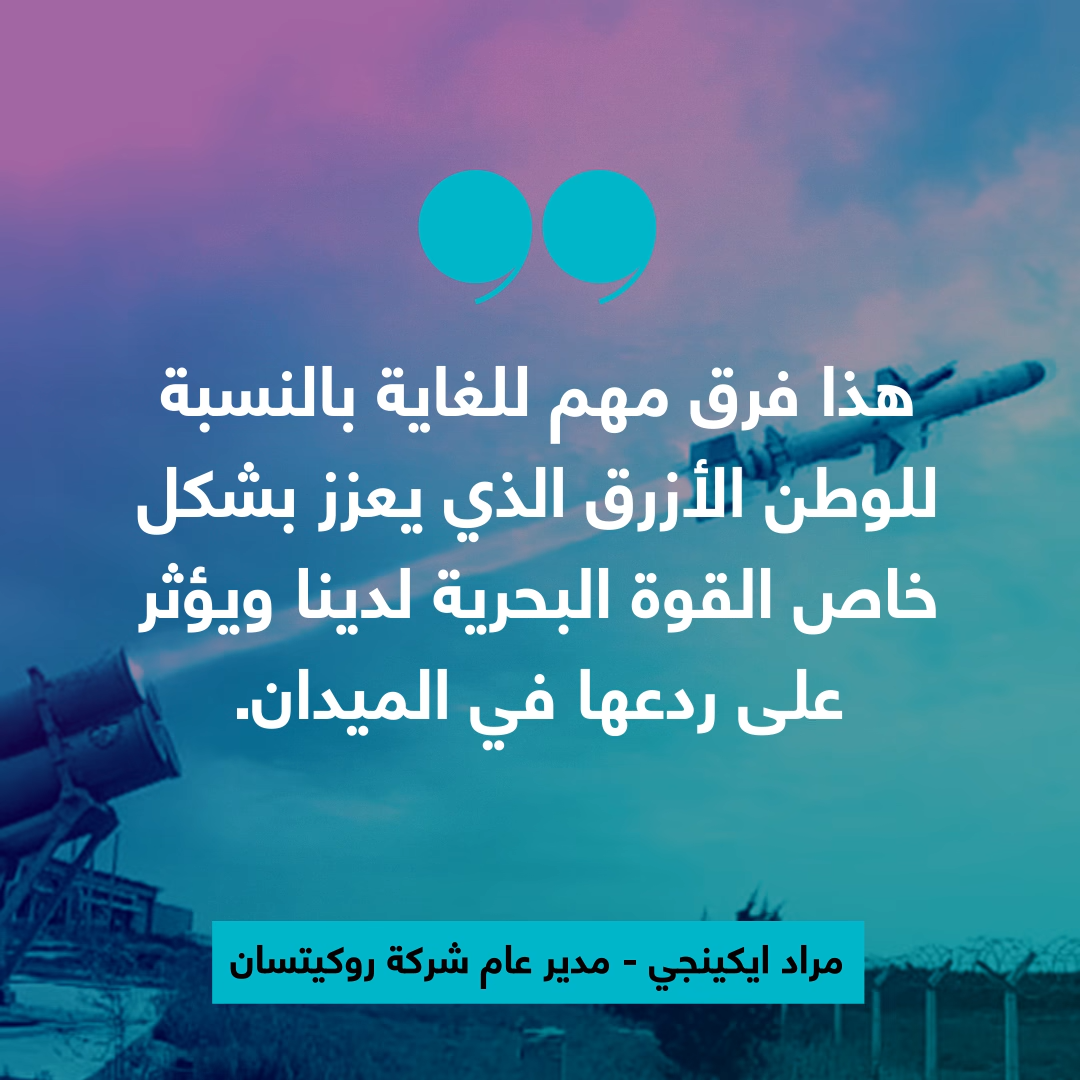 هذا فرق مهم للغاية بالنسبة
للوطن الأزرق الذي يعزز بشكل
خاص القوة البحرية لدينا ويؤثر
على ردعها في الميدان.
مراد ايكينجي - مدير عام شركة روكيتسان